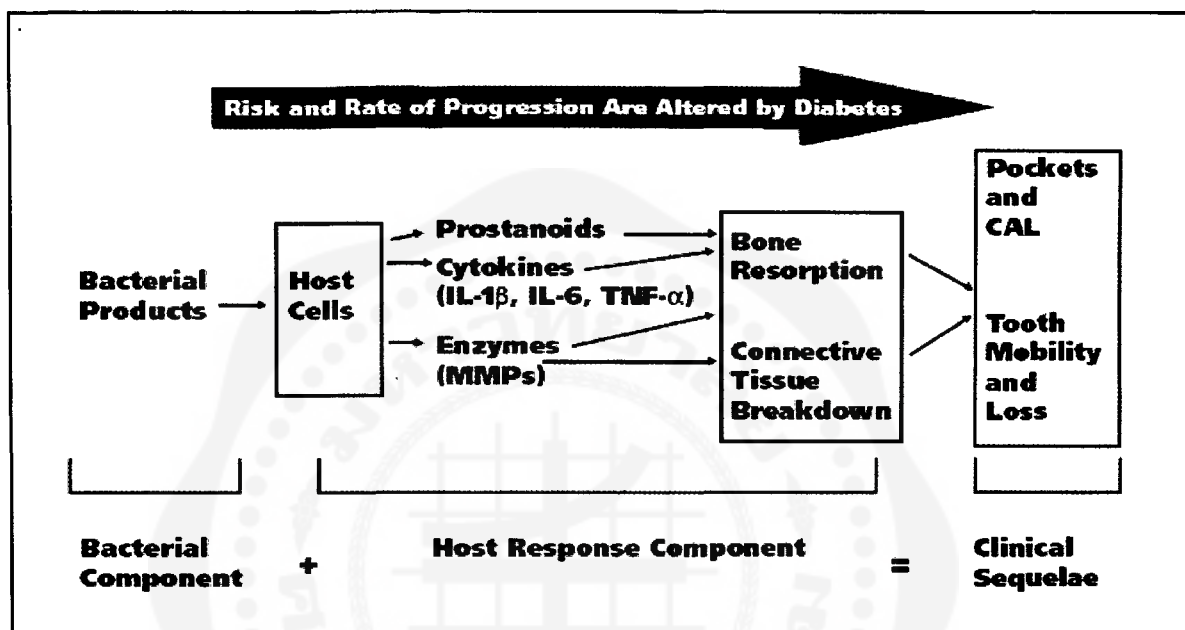 Risk and Rate of Progression Are Altered by Diabetes
Bacterial
Products
Host
Cells
Prostanoids
Cytokines
(IL-1β, IL-6, TNF-α)
Enzymes
(MMPs)
Bone
Resorption
Connective
Tissue
Breakdown
Pockets
and
CAL
Tooth
Mobility
and
Loss
Bacterial
Component
+
Host Response Component
=
Clinical
Sequelae